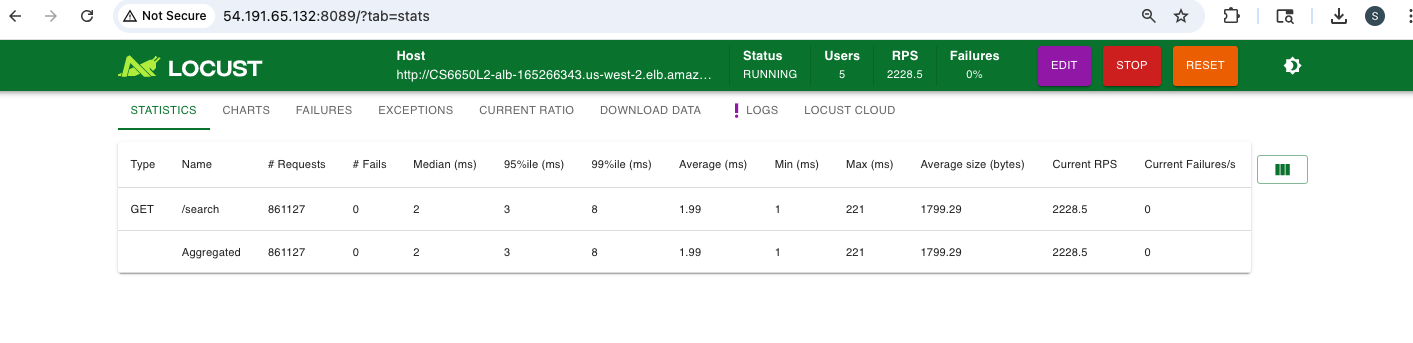 Not Secure 54.191.65.132:8089/?tab=stats
S
LOCUST
Host
http://CS6650L2-alb-165266343.us-west-2.elb.amaz...
Status
RUNNING
Users
5
RPS
2228.5
Failures
0%
EDIT
STOP
RESET
STATISTICS CHARTS FAILURES EXCEPTIONS CURRENT RATIO DOWNLOAD DATA LOGS LOCUST CLOUD
Type Name # Requests # Fails Median (ms) 95%ile (ms) 99%ile (ms) Average (ms) Min (ms) Max (ms) Average size (bytes) Current RPS Current Failures/s
GET /search 861127 0 2 3 8 1.99 1 221 1799.29 2228.5 0
Aggregated 861127 0 2 3 8 1.99 1 221 1799.29 2228.5 0